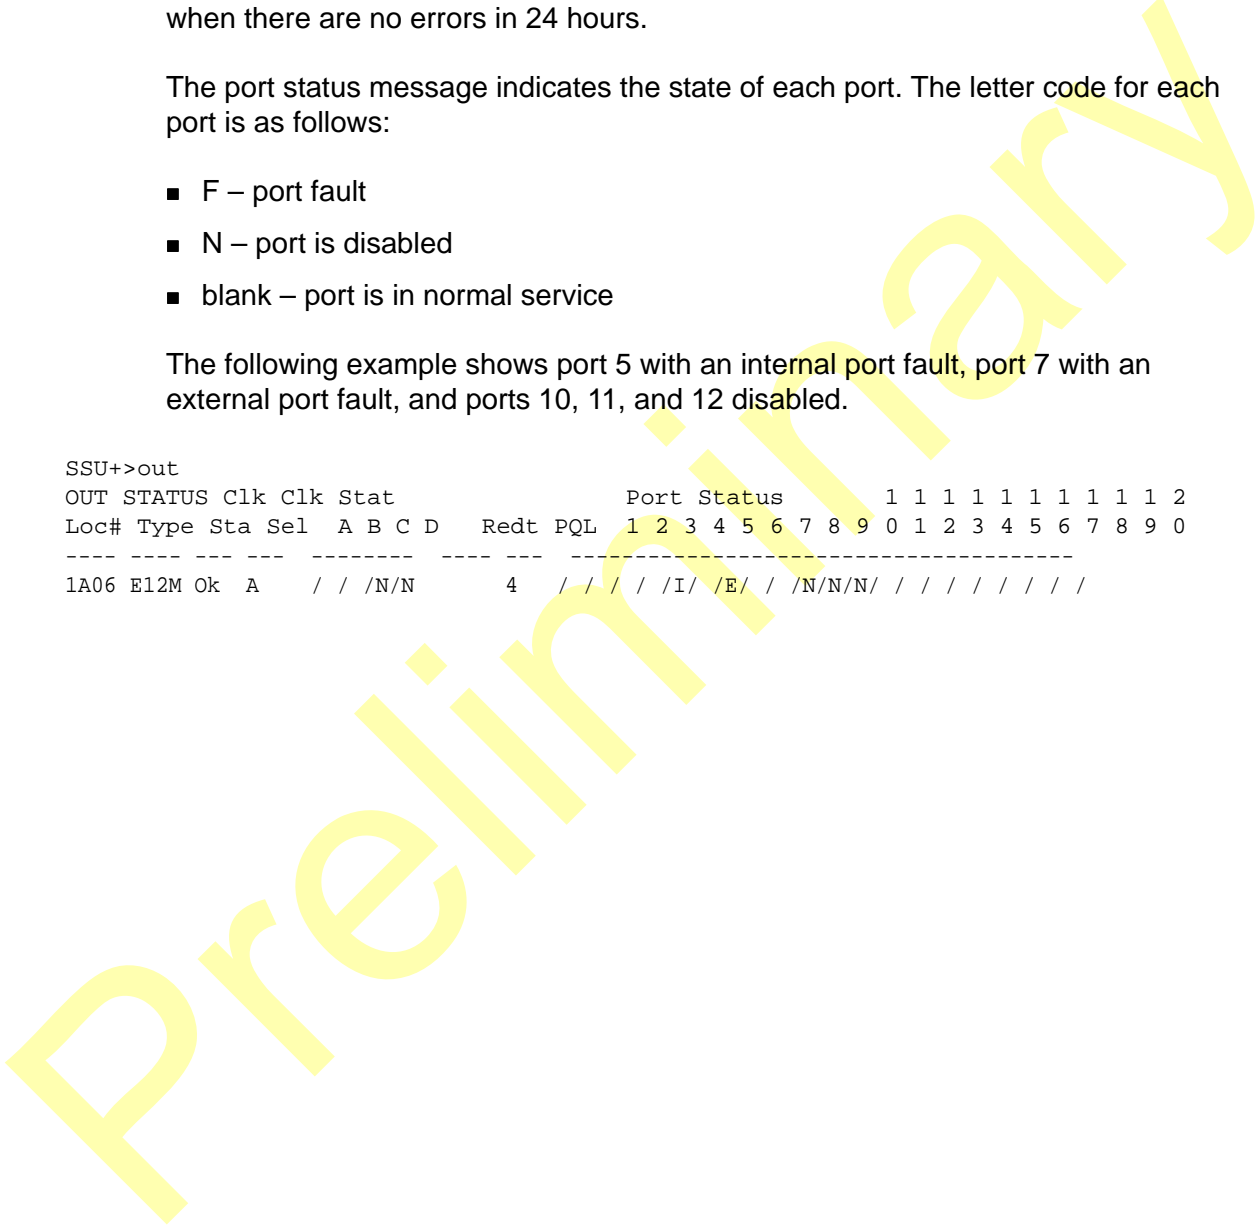 when there are no errors in 24 hours.
The port status message indicates the state of each port. The letter code for each
port is as follows:
■ F – port fault
■ N – port is disabled
■ blank – port is in normal service
The following example shows port 5 with an internal port fault, port 7 with an
external port fault, and ports 10, 11, and 12 disabled.
SSU+>out
OUT STATUS Clk Clk Stat Port Status 1 1 1 1 1 1 1 1 1 1 2
Loc# Type Sta Sel A B C D Redt PQL 1 2 3 4 5 6 7 8 9 0 1 2 3 4 5 6 7 8 9 0
---- ---- --- --- -------- ---- --- ---------------------------------------
1A06 E12M Ok A / / /N/N 4 / / / / /I/ /E/ / /N/N/N/ / / / / / / / /
Preliminary